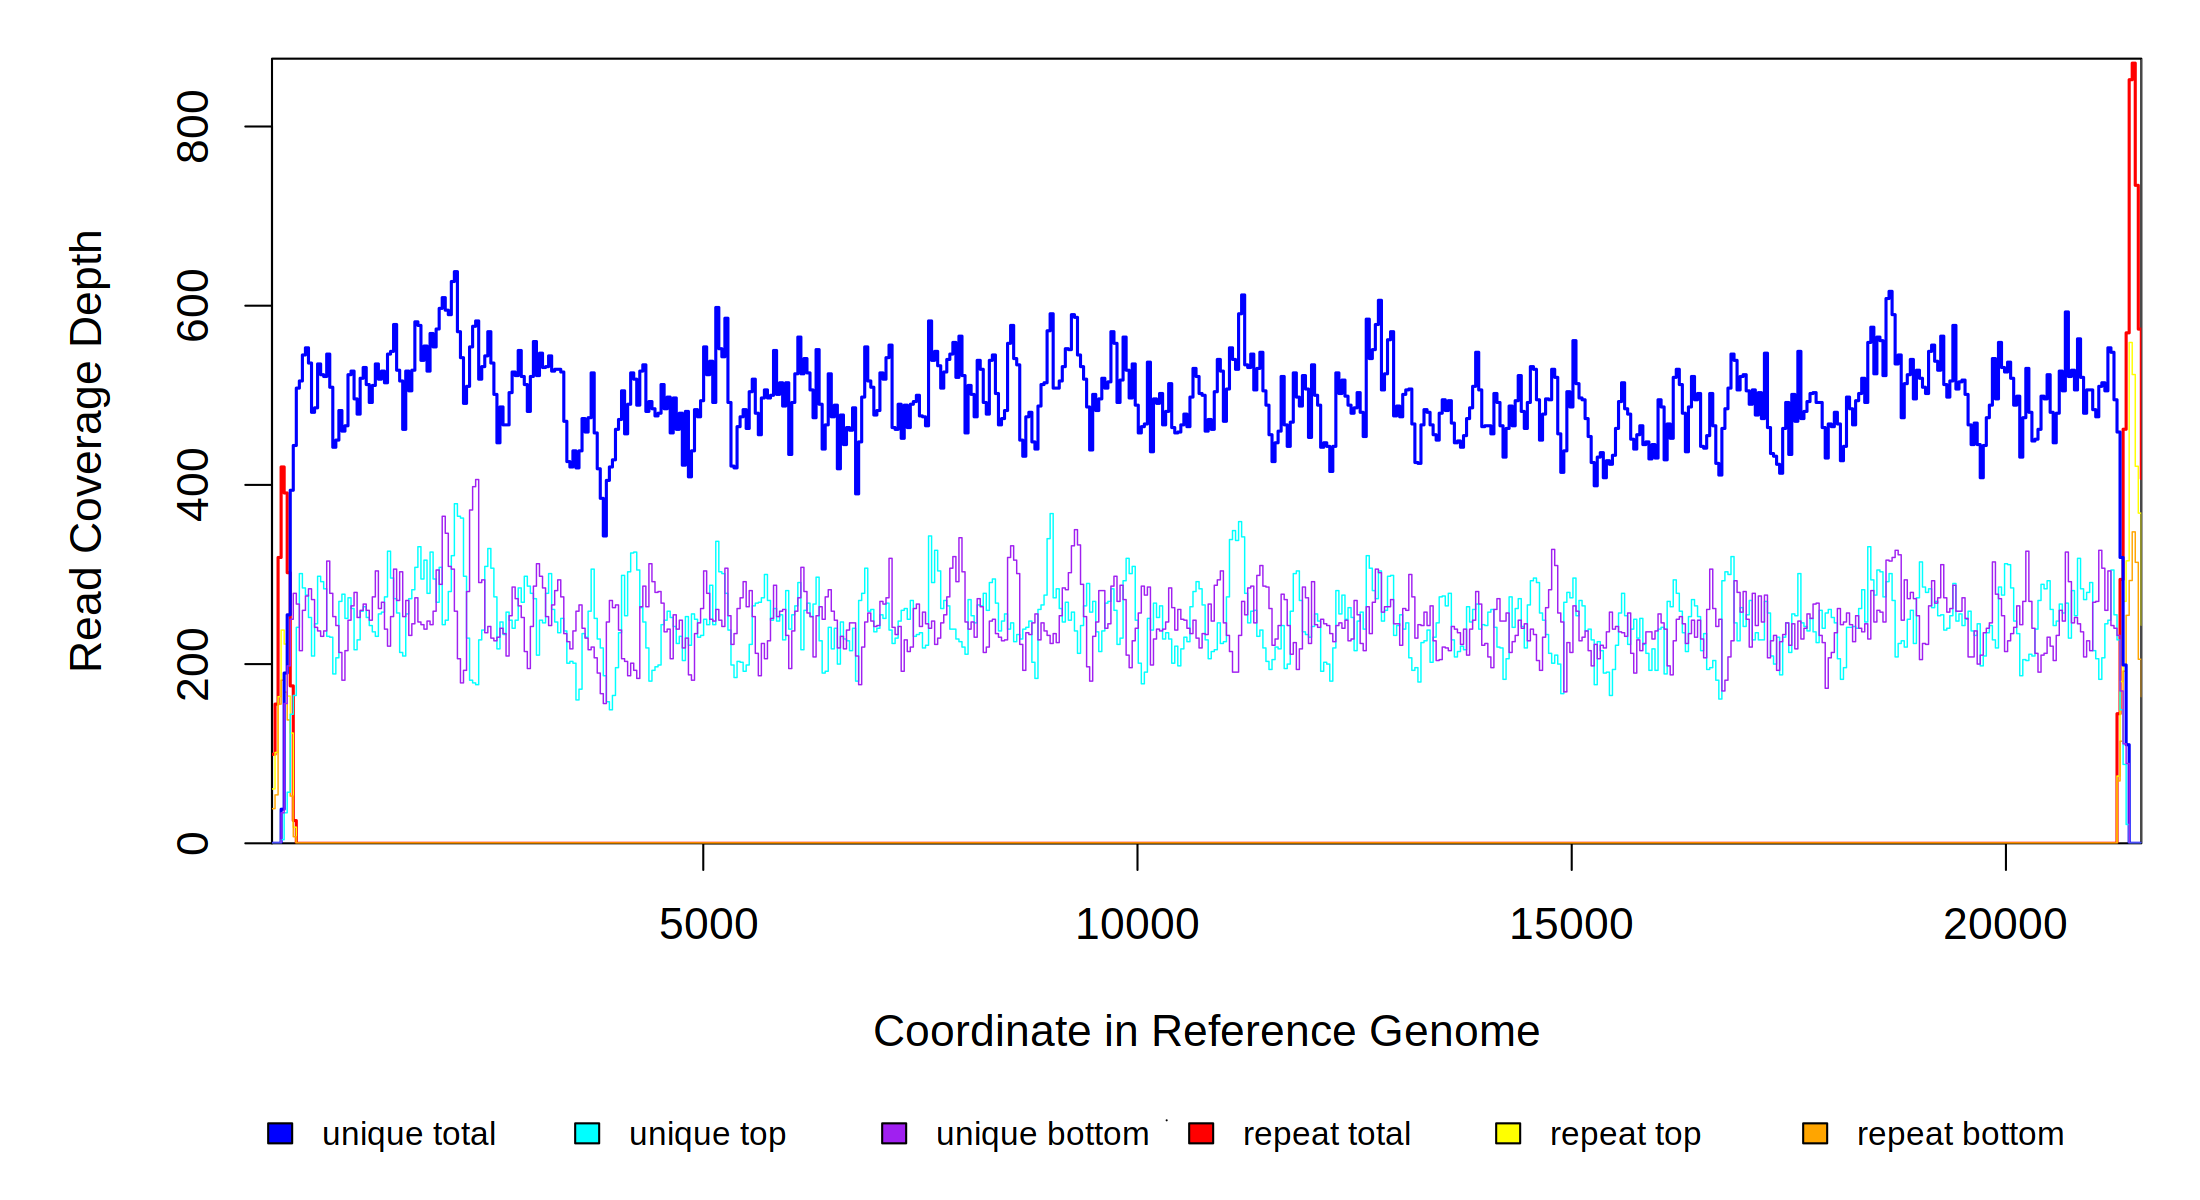 Read Coverage Depth
800
600
400
200
0
5000 10000 15000 20000
Coordinate in Reference Genome
unique total unique top unique bottom repeat total repeat top repeat bottom